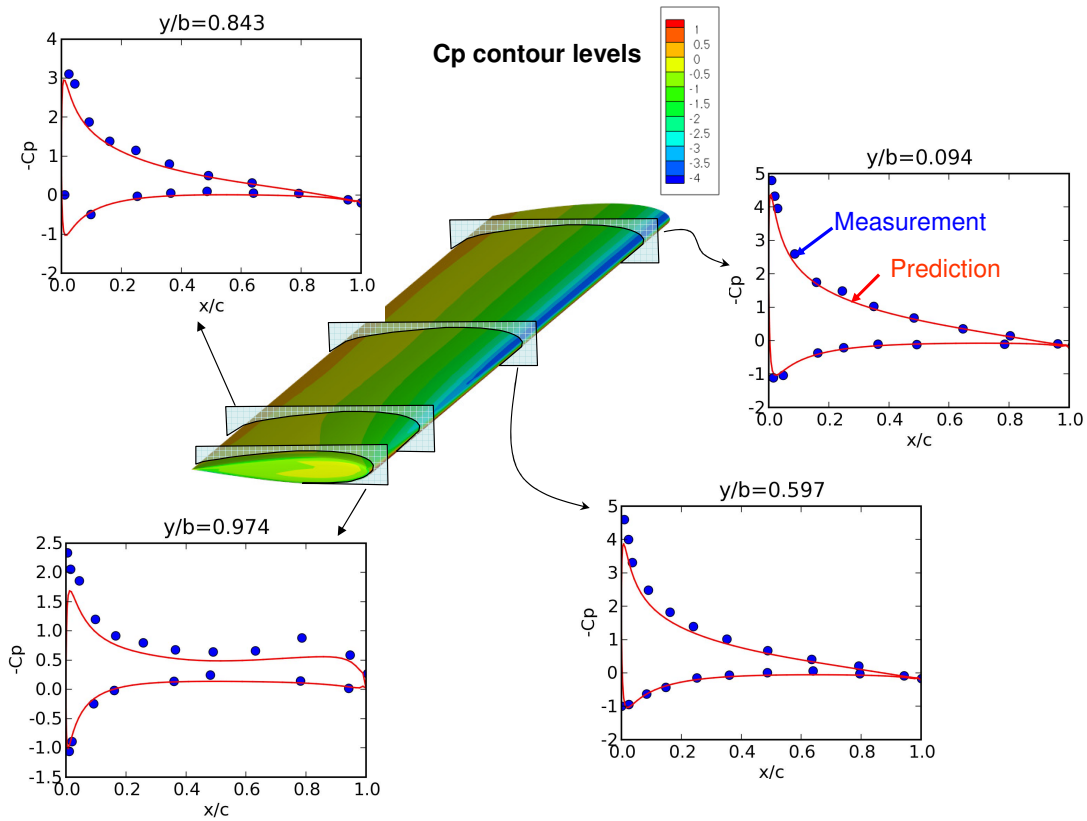 y/b=0.843
-Cp
4
3
2
1
0
-1
-2
0.0 0.2 0.4 0.6 0.8 1.0
x/c
Cp contour levels
1
0.5
0
-0.5
-1
-1.5
-2
-2.5
-3
-3.5
-4
y/b=0.094
-Cp
5
4
3
2
1
0
-1
-2
Measurement
Prediction
0.0 0.2 0.4 0.6 0.8 1.0
x/c
y/b=0.974
-Cp
2.5
2.0
1.5
1.0
0.5
0.0
-0.5
-1.0
-1.5
0.0 0.2 0.4 0.6 0.8 1.0
x/c
y/b=0.597
-Cp
5
4
3
2
1
0
-1
-2
0.0 0.2 0.4 0.6 0.8 1.0
x/c